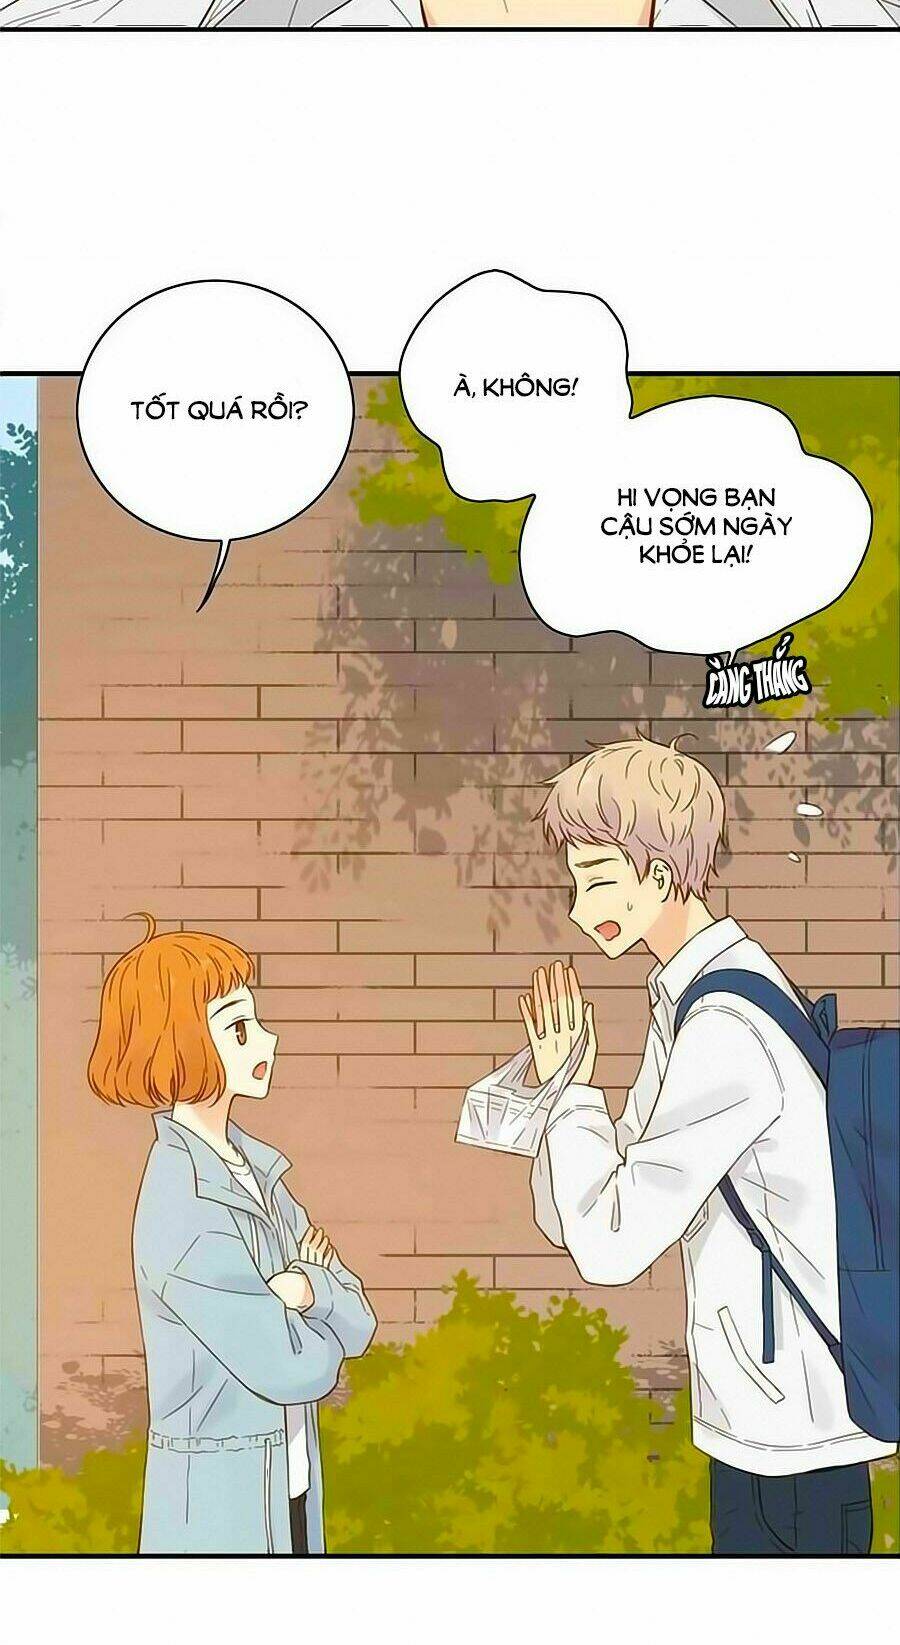 TỐT QUÁ RỒI?
À, KHÔNG!
HI VỌNG BẠN
CẬU SỚM NGÀY
KHỎE LẠI!
CĂNG THẲNG